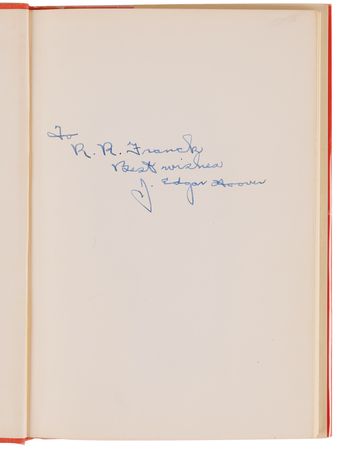 To
R. R. Franck
Best wishes
J. Edgar Hoover